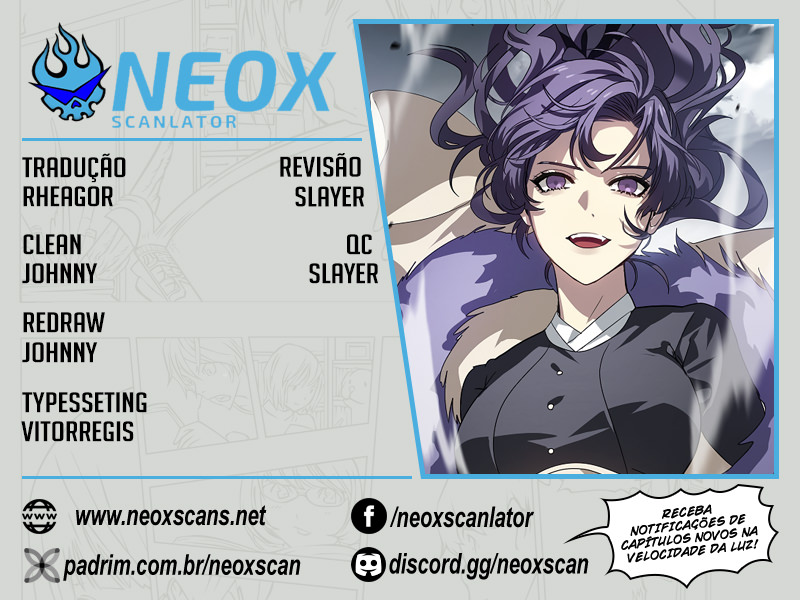 NEOX
SCANLATOR
TRADUÇÃO
RHEAGOR
REVISÃO
SLAYER
CLEAN
JOHNNY
QC
SLAYER
REDRAW
JOHNNY
TYPESSETING
VITORREGIS
www
www.neoxscans.net
/neoxscanlator
padrim.com.br/neoxscan
discord.gg/neoxscan
RECEBA
NOTIFICAÇÕES DE
CAPÍTULOS NOVOS NA
VELOCIDADE DA LUZ!